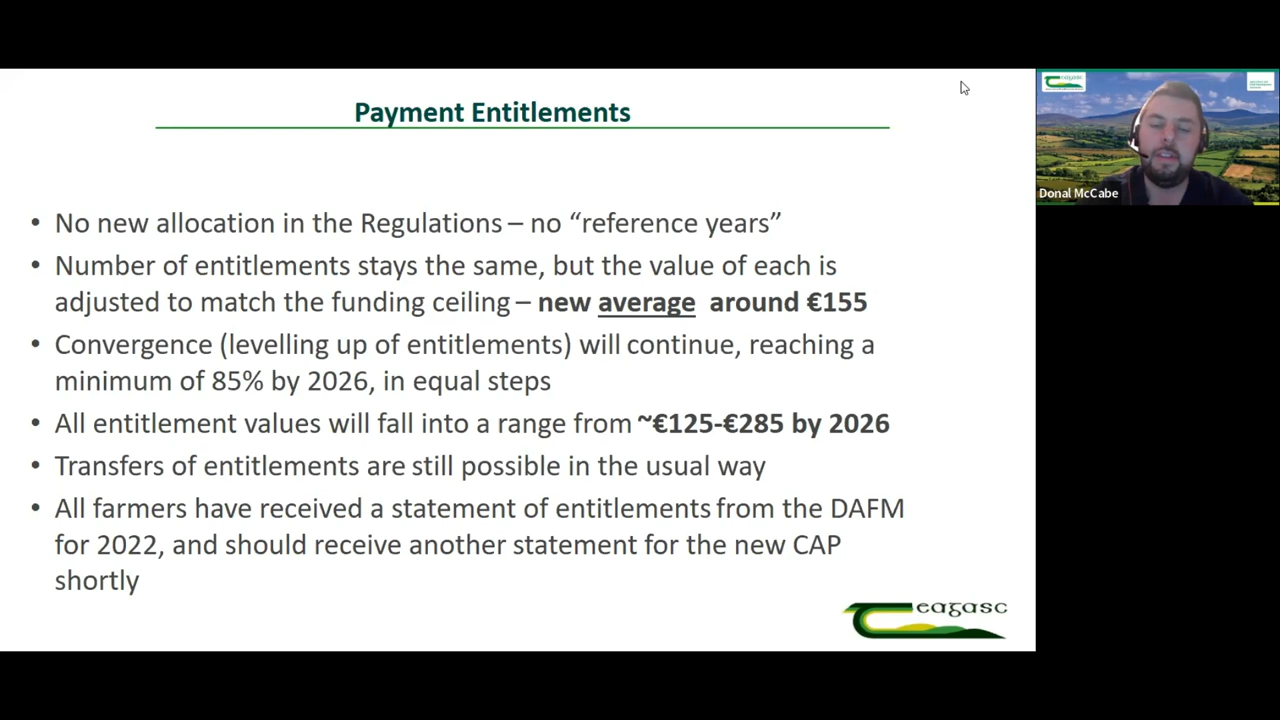 Payment Entitlements
• No new allocation in the Regulations – no “reference years”
• Number of entitlements stays the same, but the value of each is
adjusted to match the funding ceiling – new average around €155
• Convergence (levelling up of entitlements) will continue, reaching a
minimum of 85% by 2026, in equal steps
• All entitlement values will fall into a range from ~€125-€285 by 2026
• Transfers of entitlements are still possible in the usual way
• All farmers have received a statement of entitlements from the DAFM
for 2022, and should receive another statement for the new CAP
shortly
teagasc
teagasc
Donal McCabe